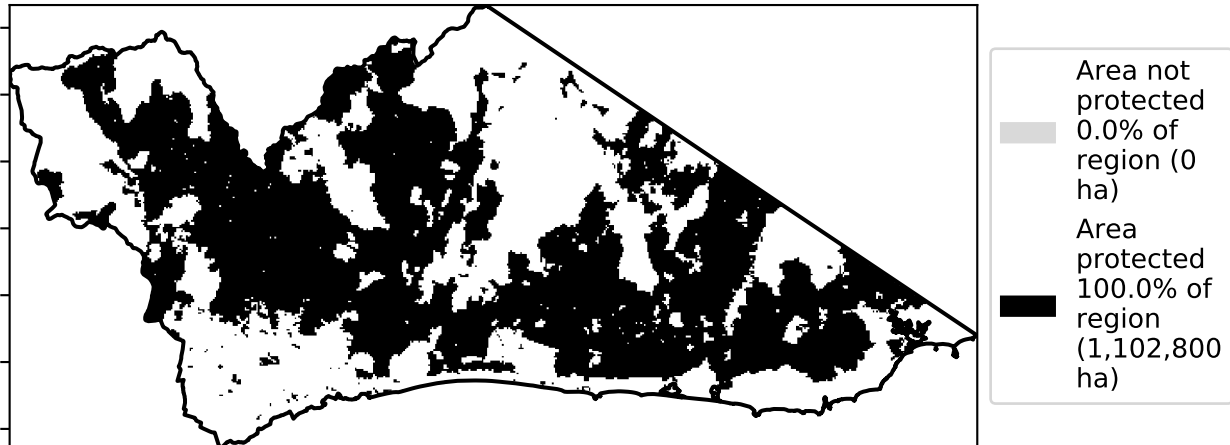 Area not
protected
0.0% of
region (0
ha)
Area
protected
100.0% of
region
(1,102,800
ha)